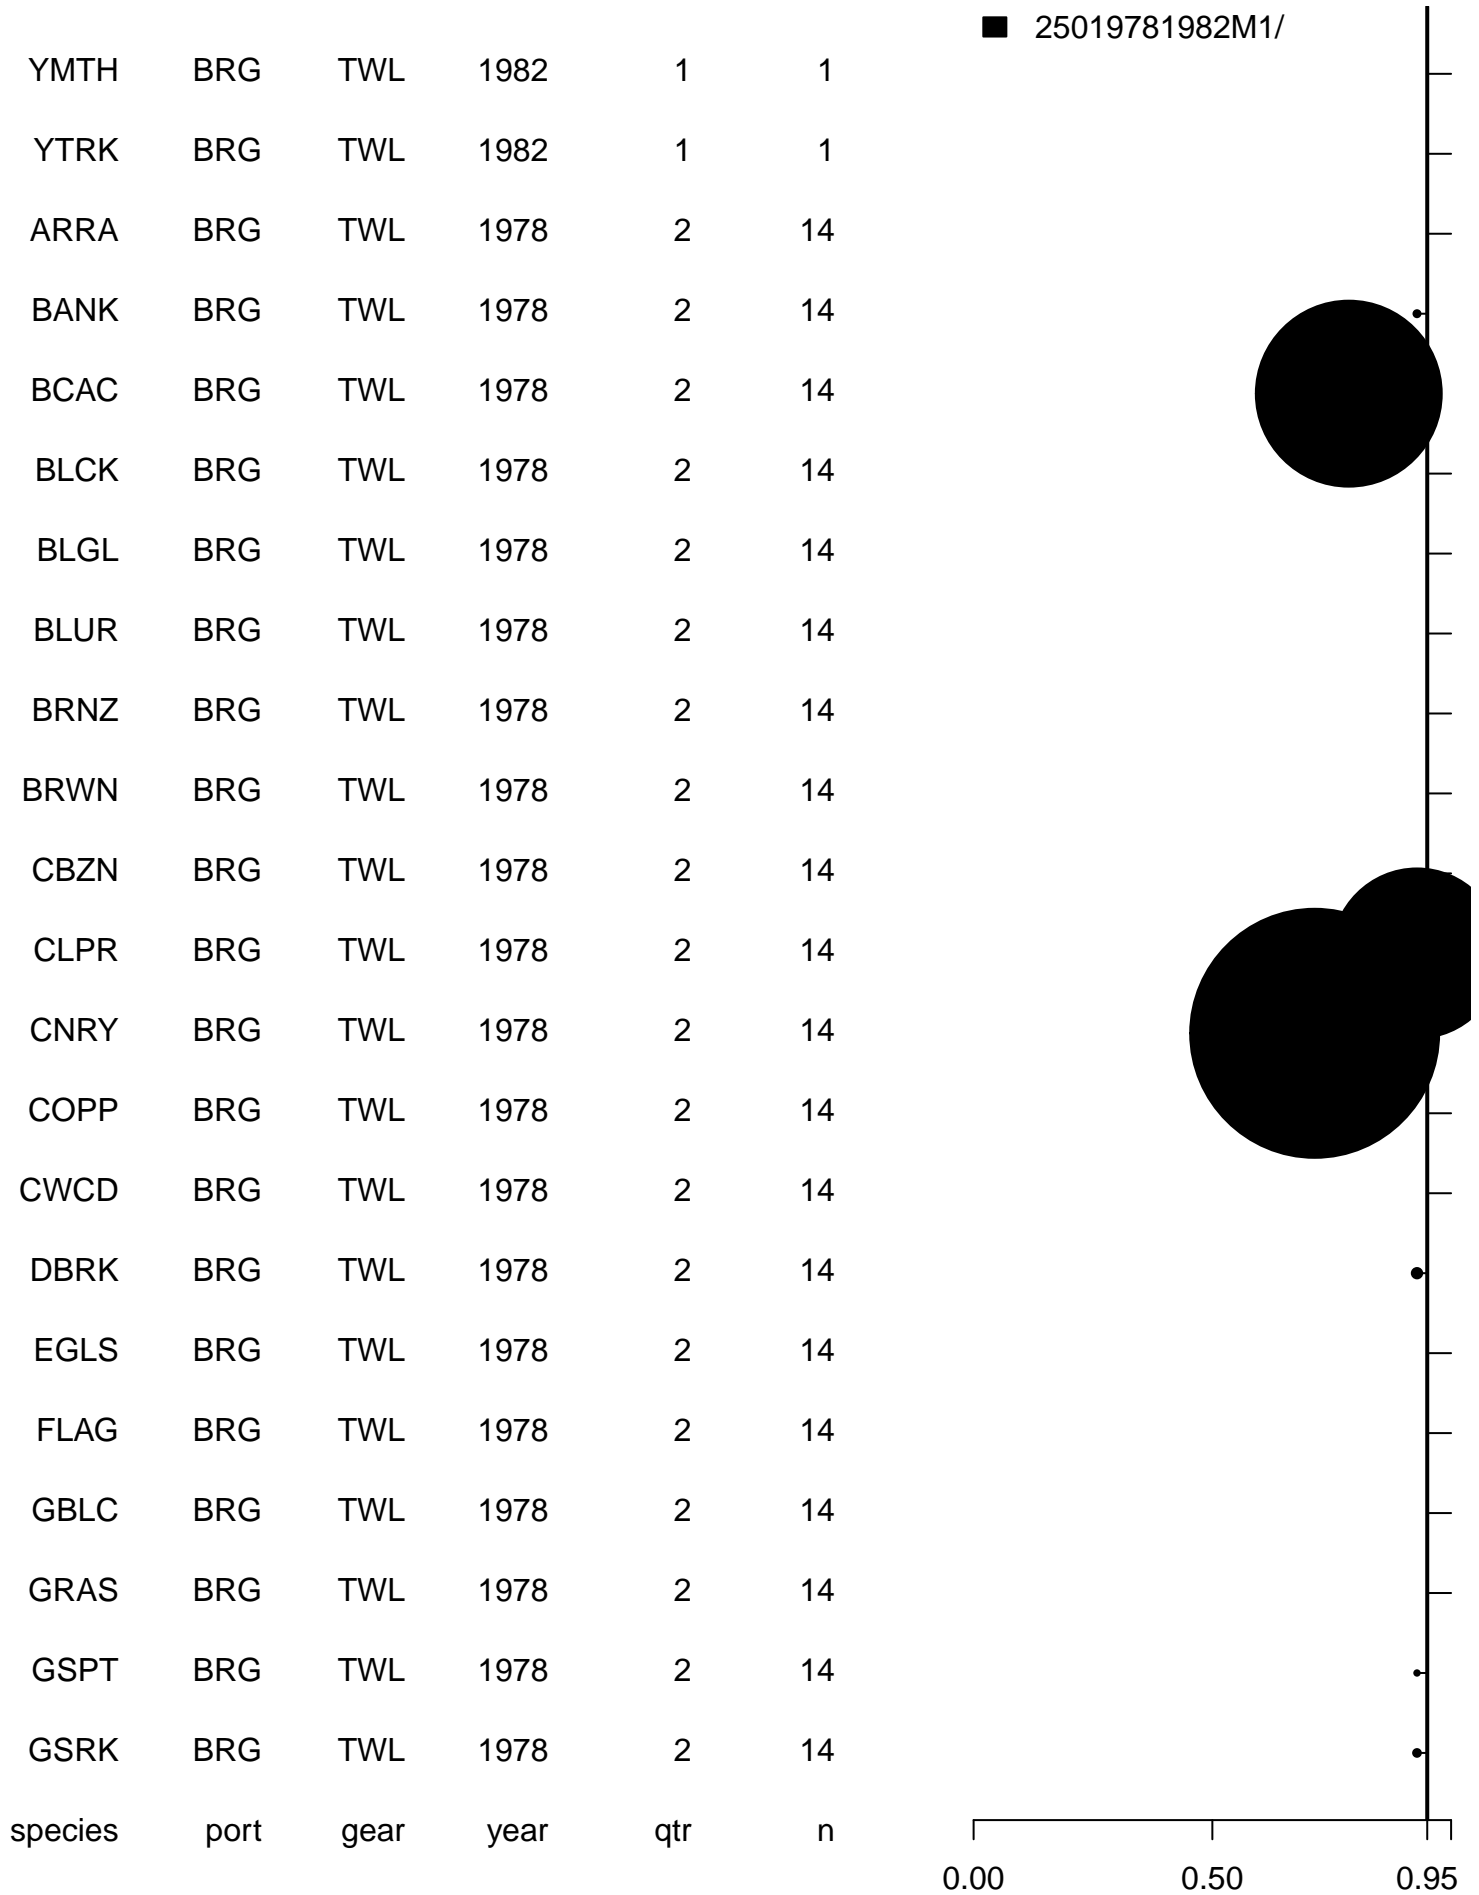 25019781982M1/
YMTH BRG TWL 1982 1 1
YTRK BRG TWL 1982 1 1
ARRA BRG TWL 1978 2 14
BANK BRG TWL 1978 2 14
BCAC BRG TWL 1978 2 14
BLCK BRG TWL 1978 2 14
BLGL BRG TWL 1978 2 14
BLUR BRG TWL 1978 2 14
BRNZ BRG TWL 1978 2 14
BRWN BRG TWL 1978 2 14
CBZN BRG TWL 1978 2 14
CLPR BRG TWL 1978 2 14
CNRY BRG TWL 1978 2 14
COPP BRG TWL 1978 2 14
CWCD BRG TWL 1978 2 14
DBRK BRG TWL 1978 2 14
EGLS BRG TWL 1978 2 14
FLAG BRG TWL 1978 2 14
GBLC BRG TWL 1978 2 14
GRAS BRG TWL 1978 2 14
GSPT BRG TWL 1978 2 14
GSRK BRG TWL 1978 2 14
species port gear year qtr n
0.00 0.50 0.95